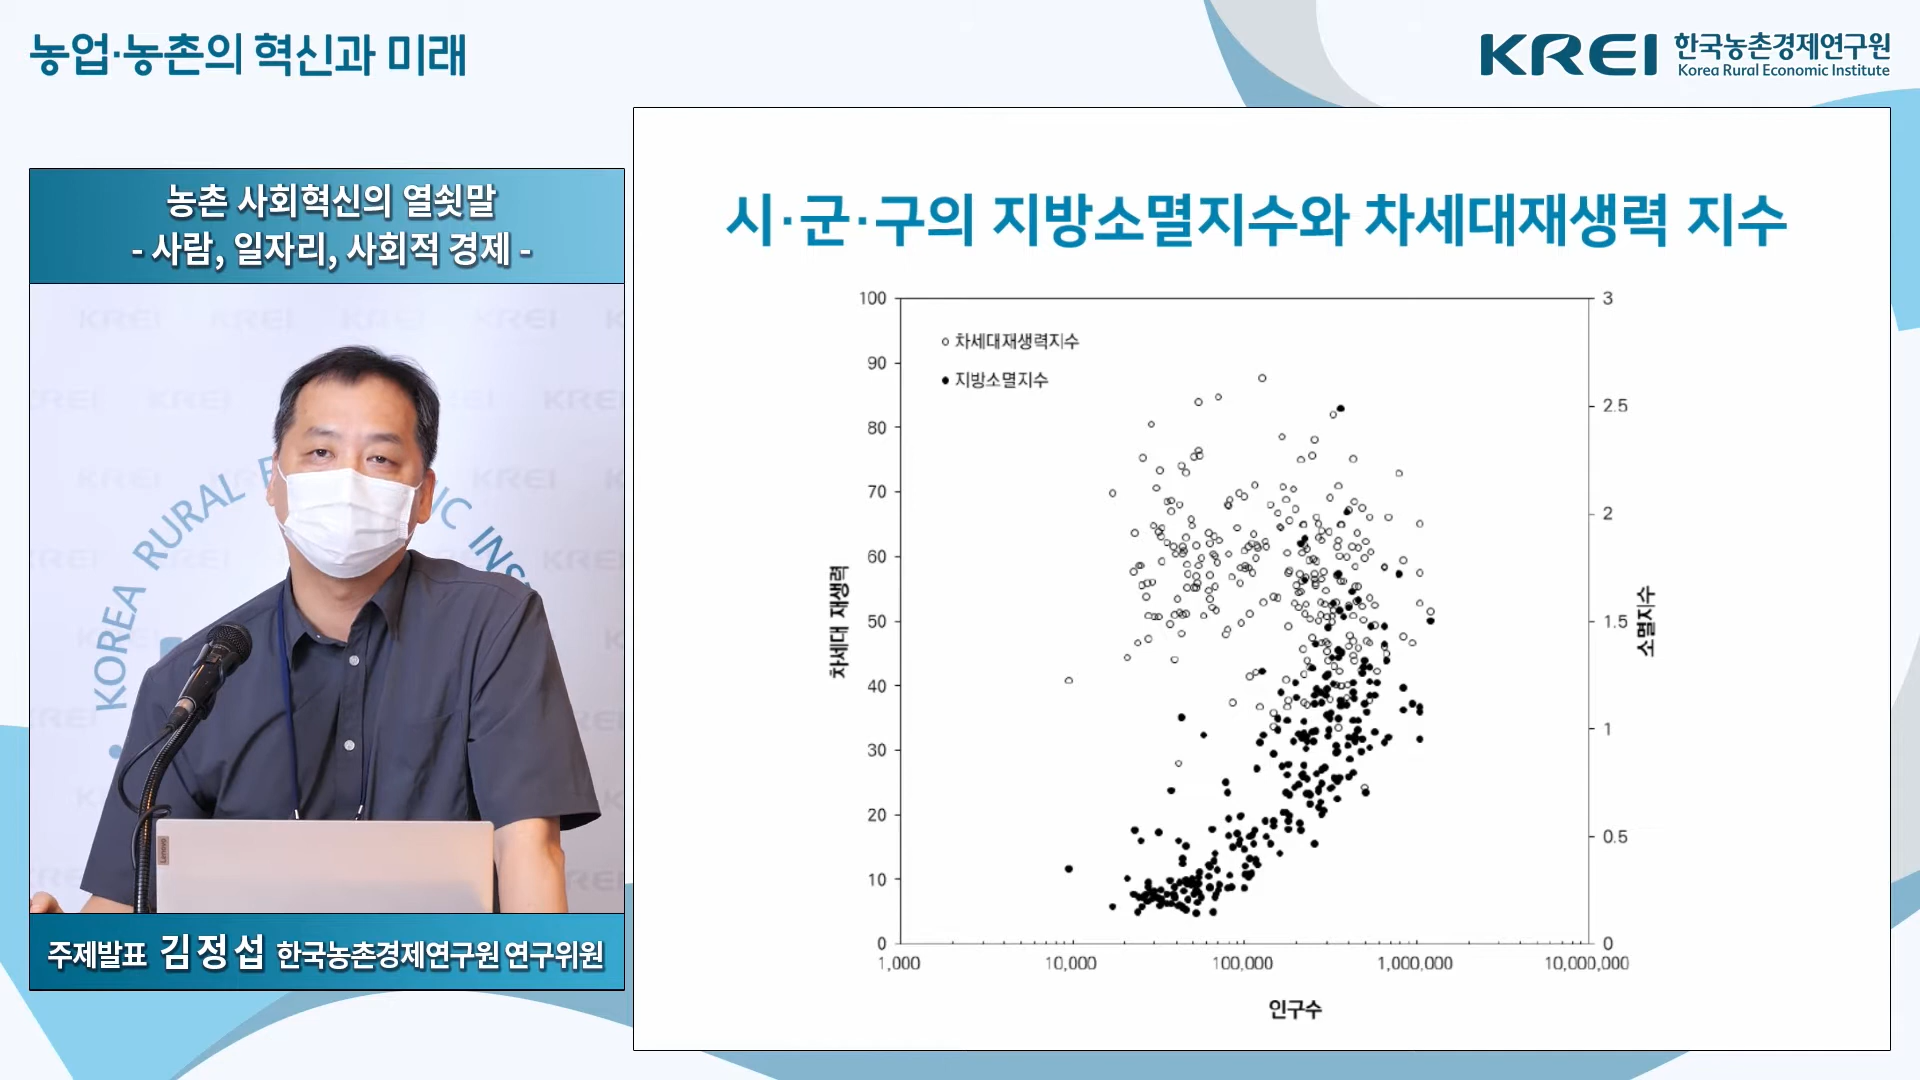 농업·농촌의 혁신과 미래
KREI 한국농촌경제연구원
Korea Rural Economic Institute
농촌 사회혁신의 열쇳말
- 사람, 일자리, 사회적 경제 -
KREI KREI KREI KREI
KOREA RURAL
INS
Lenovo
주제발표 김정섭 한국농촌경제연구원 연구위원
시·군·구의 지방소멸지수와 차세대재생력 지수
차세대재생력지수
지방소멸지수
100
90
80
70
60
50
40
30
20
10
0
차세대 재생력
3
2.5
2
1.5
1
0.5
0
소멸지수
1,000 10,000 100,000 1,000,000 10,000,000
인구수